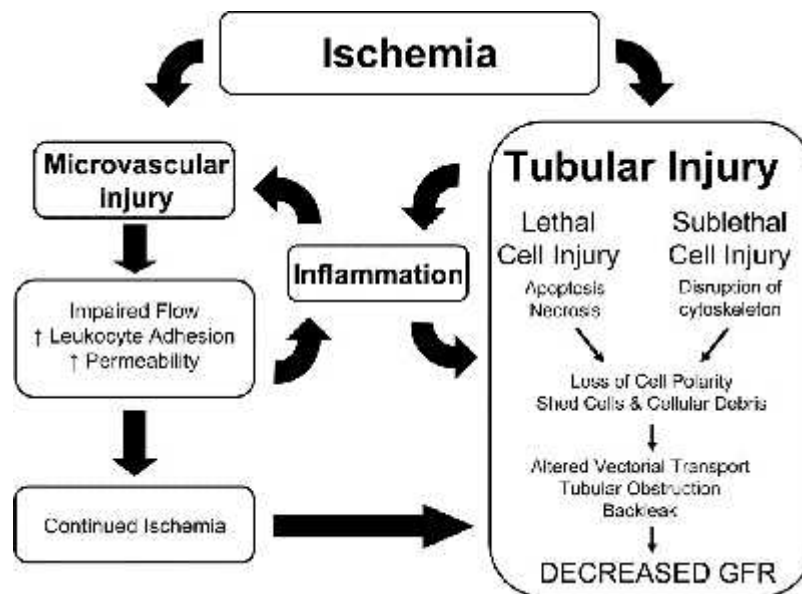 Ischemia
Microvascular
injury
Impaired Flow
↑ Leukocyte Adhesion
↑ Permeability
Continued Ischemia
Inflammation
Tubular Injury
Lethal
Cell Injury
Apoptosis
Necrosis
Sublethal
Cell Injury
Disruption of
cytoskeleton
Loss of Cell Polarity
Shed Cells & Cellular Debris
Altered Vectorial Transport
Tubular Obstruction
Backleak
DECREASED GFR